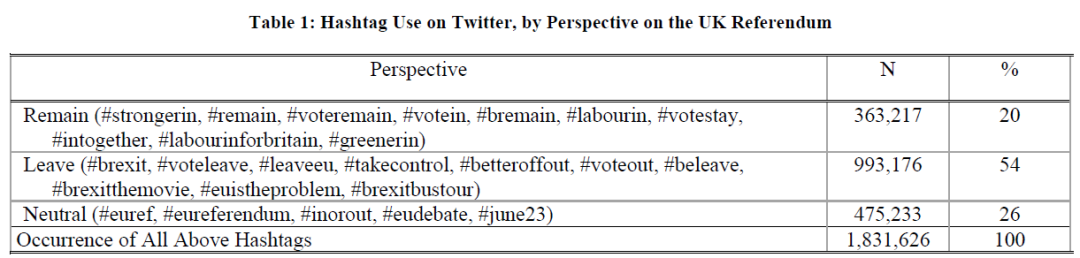 Table 1: Hashtag Use on Twitter, by Perspective on the UK Referendum
Perspective N %
Remain (#strongerin, #remain, #voteremain, #votein, #bremain, #labourin, #votestay, 363,217 20
#intogether, #labourinforbritain, #greenerin)
Leave (#brexit, #voteleave, #leaveeu, #takecontrol, #betteroffout, #voteout, #beleave, 993,176 54
#brexitthemovie, #euistheproblem, #brexitbustour)
Neutral (#euref, #eureferendum, #inorout, #eudebate, #june23) 475,233 26
Occurrence of All Above Hashtags 1,831,626 100